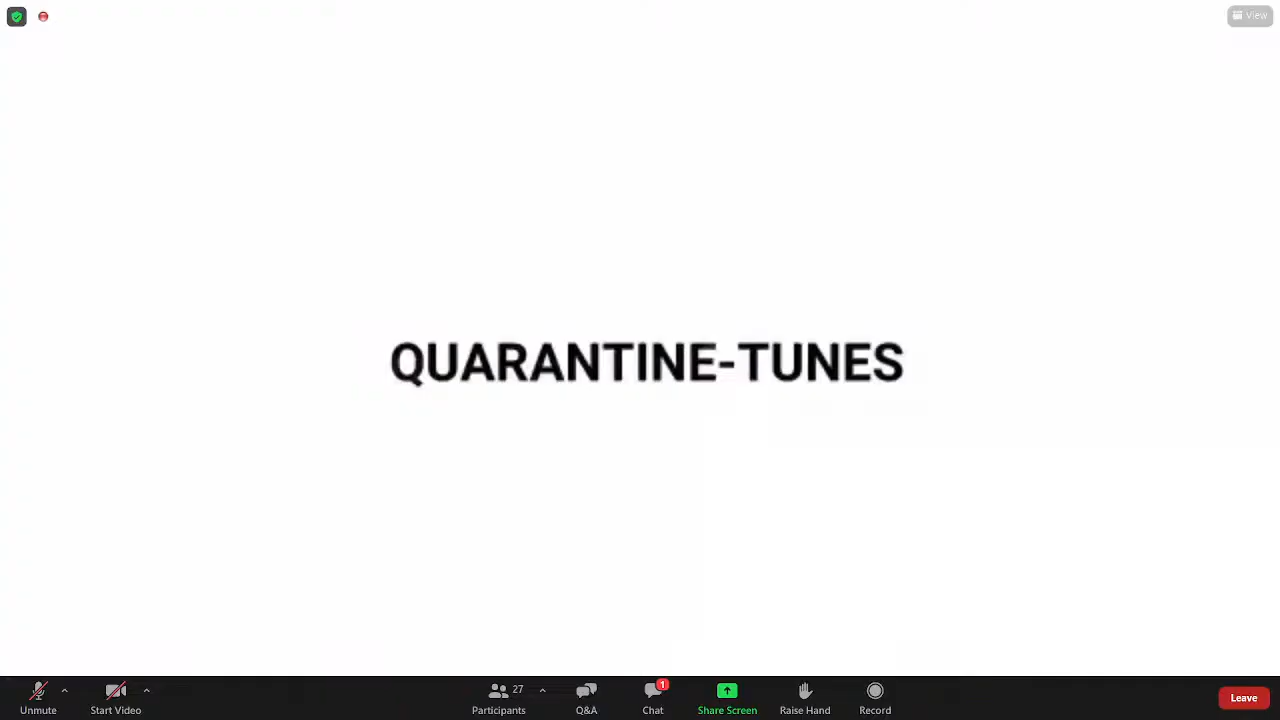 View
QUARANTINE-TUNES
27
1
Unmute
Start Video
Participants
Q&A
Chat
Share Screen
Raise Hand
Record
Leave